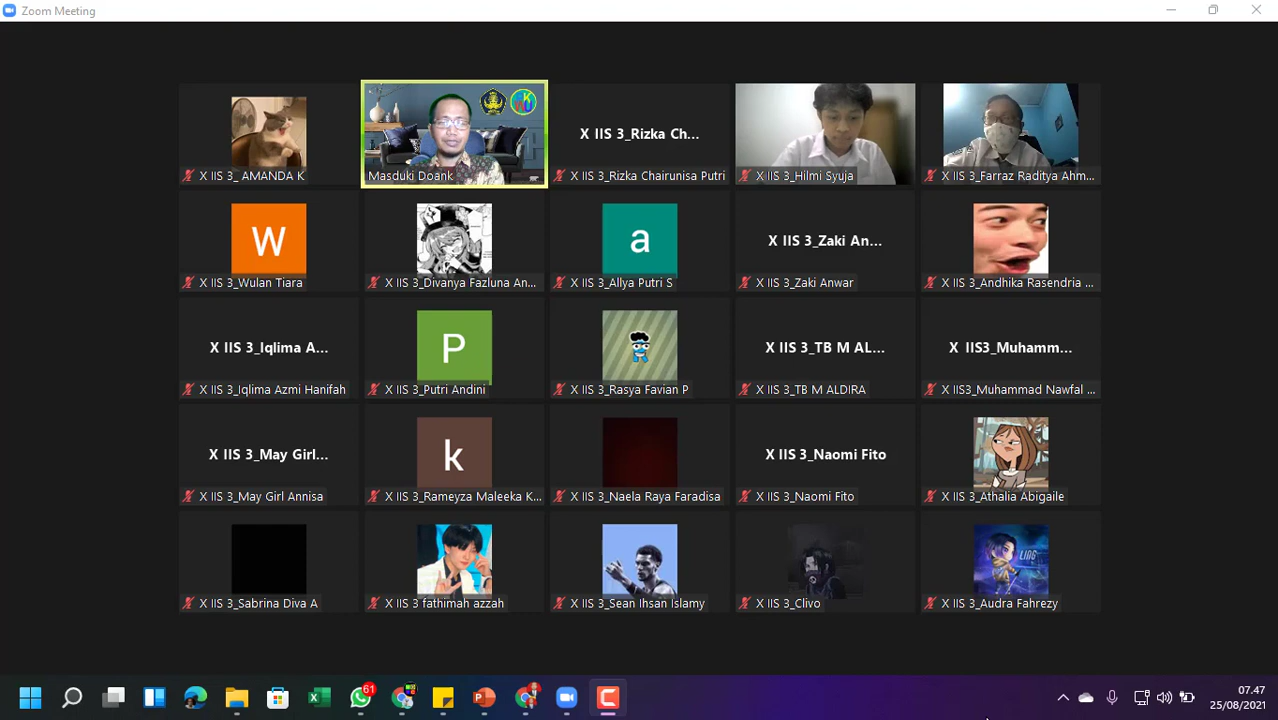 Zoom Meeting
X IIS 3_ AMANDA K
Masduki Doank
X IIS 3_Rizka Ch...
X IIS 3_Rizka Chairunisa Putri
X IIS 3_Hilmi Syuja
X IIS 3_Farraz Raditya Ahm...
W
X IIS 3_Wulan Tiara
X IIS 3_Divanya Fazluna An...
a
X IIS 3_Allya Putri S
X IIS 3_Zaki An...
X IIS 3_Zaki Anwar
X IIS 3_Andhika Rasendria ...
X IIS 3_Iqlima A...
X IIS 3_Iqlima Azmi Hanifah
P
X IIS 3_Putri Andini
X IIS 3_Rasya Favian P
X IIS 3_TB M AL...
X IIS 3_TB M ALDIRA
X IIS3_Muhamm...
X IIS3_Muhammad Nawfal ...
X IIS 3_May Girl...
X IIS 3_May Girl Annisa
k
X IIS 3_Rameyza Maleeka K...
X IIS 3_Naela Raya Faradisa
X IIS 3_Naomi Fito
X IIS 3_Naomi Fito
X IIS 3_Athalia Abigaile
X IIS 3_Sabrina Diva A
X IIS 3 fathimah azzah
X IIS 3_Sean Ihsan Islamy
X IIS 3_Clivo
LING
X IIS 3_Audra Fahrezy
61
07.47
25/08/2021